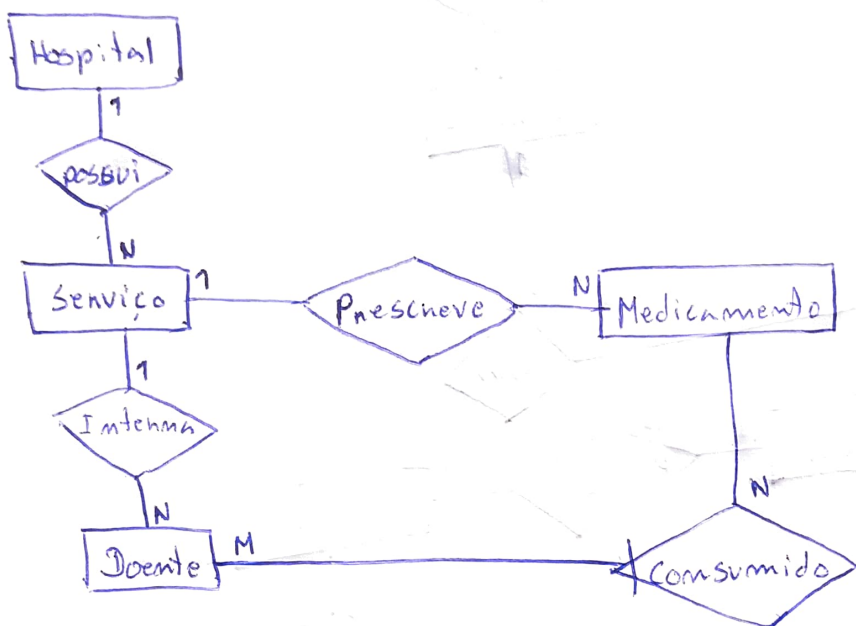 Hospital
1
possui
N
Serviço
1
Prescreve
N
Medicamento
1
Interna
N
Doente
M
N
Consumido